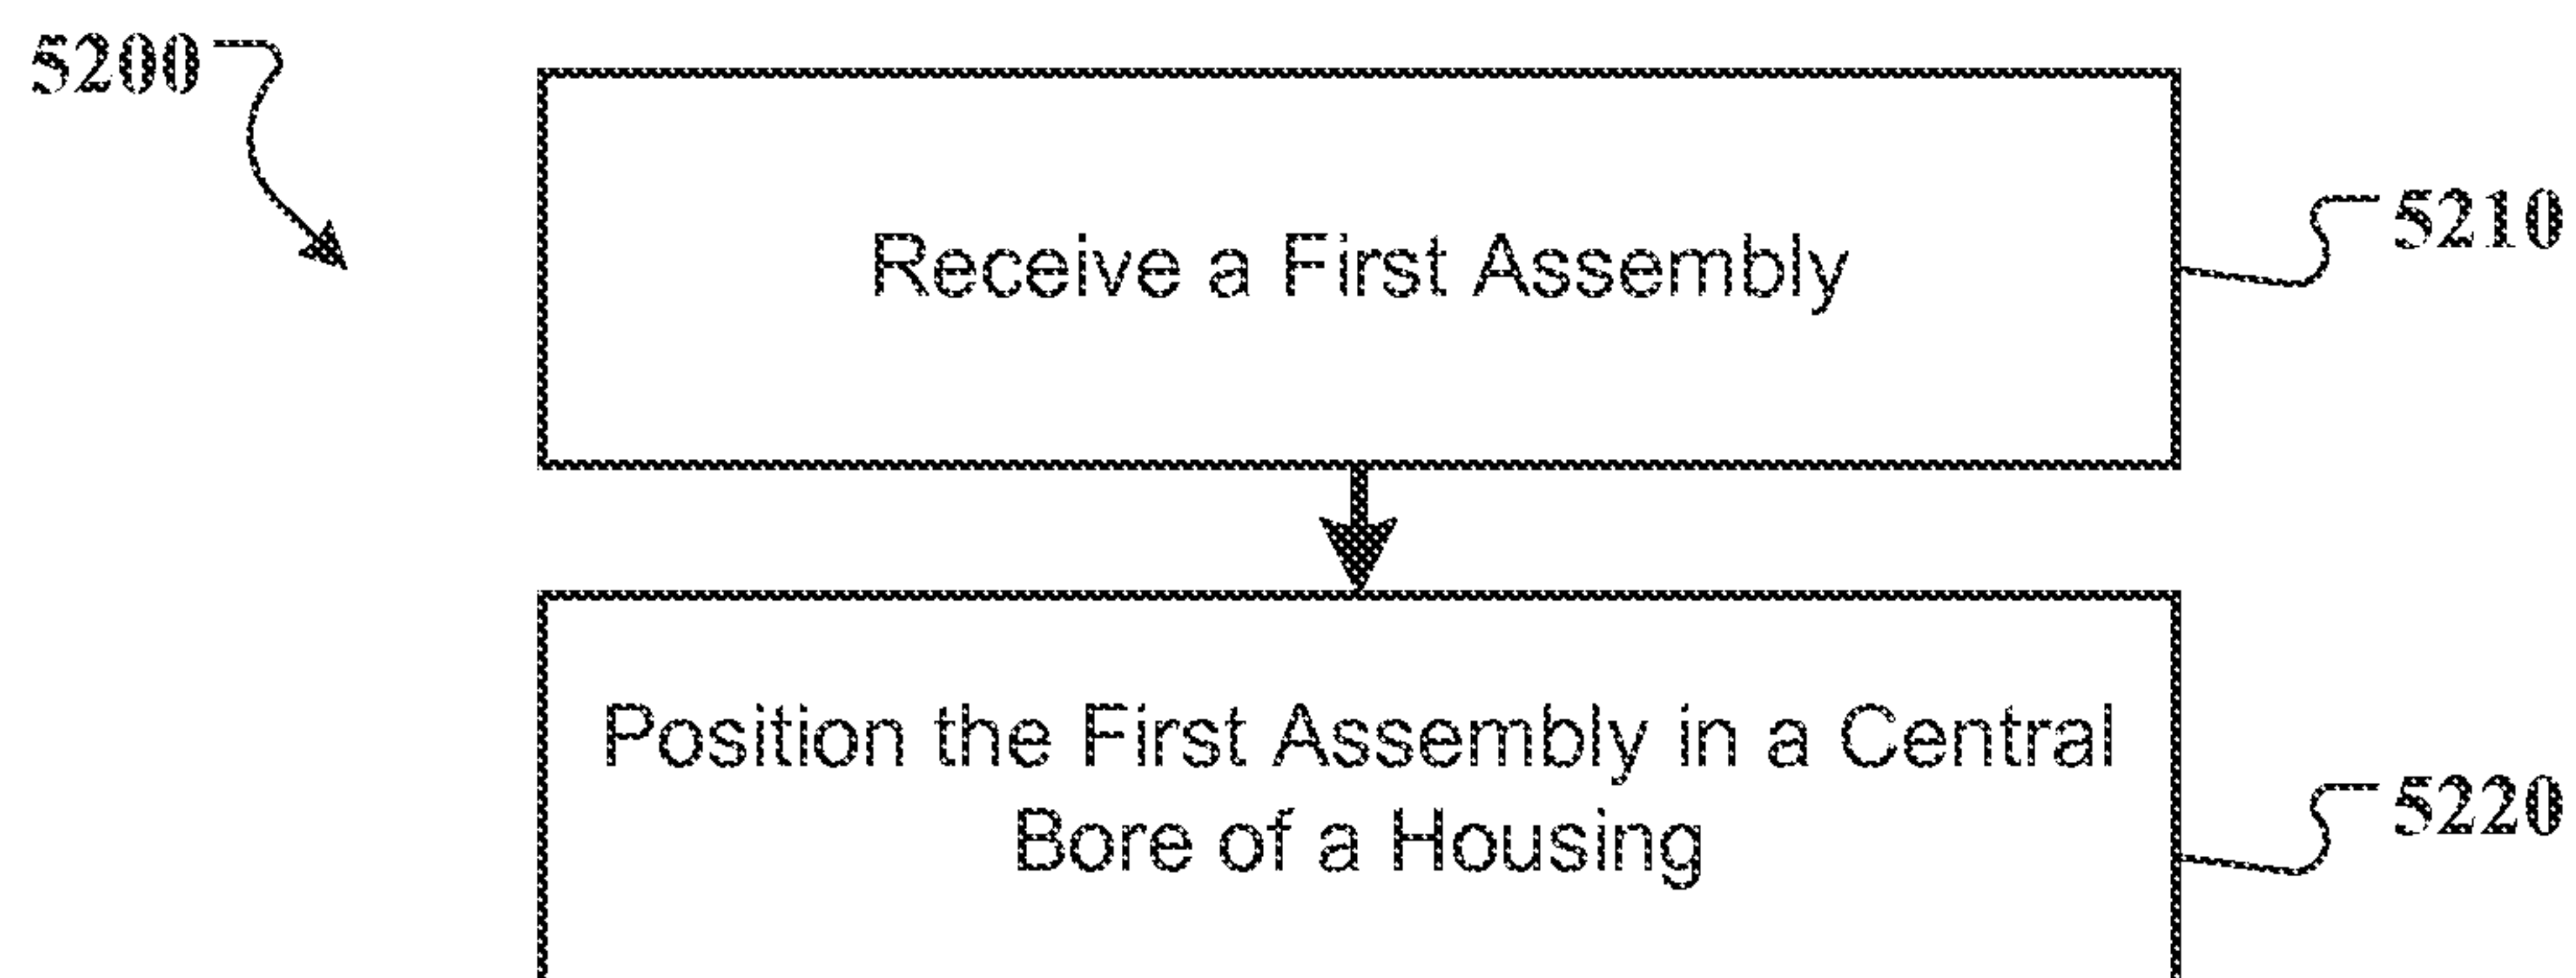 5200
Receive a First Assembly
5210
Position the First Assembly in a Central
Bore of a Housing
5220